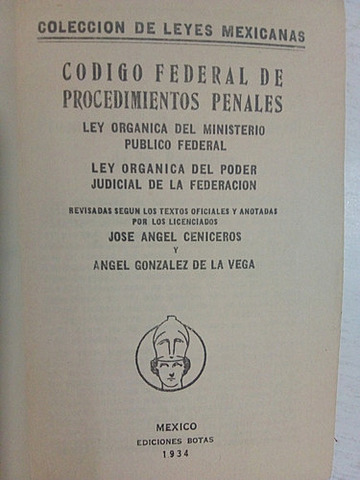 COLECCION DE LEYES MEXICANAS
CODIGO FEDERAL DE
PROCEDIMIENTOS PENALES
LEY ORGANICA DEL MINISTERIO
PUBLICO FEDERAL
LEY ORGANICA DEL PODER
JUDICIAL DE LA FEDERACION
REVISADAS SEGUN LOS TEXTOS OFICIALES Y ANOTADAS
POR LOS LICENCIADOS
JOSE ANGEL CENICEROS
Y
ANGEL GONZALEZ DE LA VEGA
MEXICO
EDICIONES BOTAS
1934